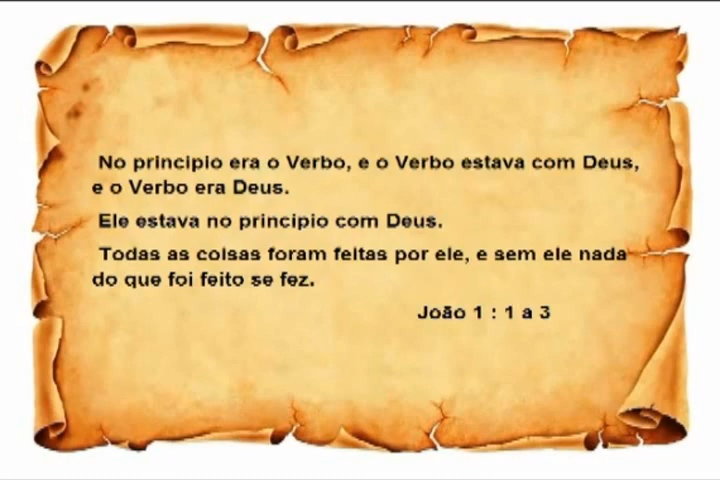 No principio era o Verbo, e o Verbo estava com Deus,
e o Verbo era Deus.
Ele estava no principio com Deus.
Todas as coisas foram feitas por ele, e sem ele nada
do que foi feito se fez.
João 1 : 1 a 3